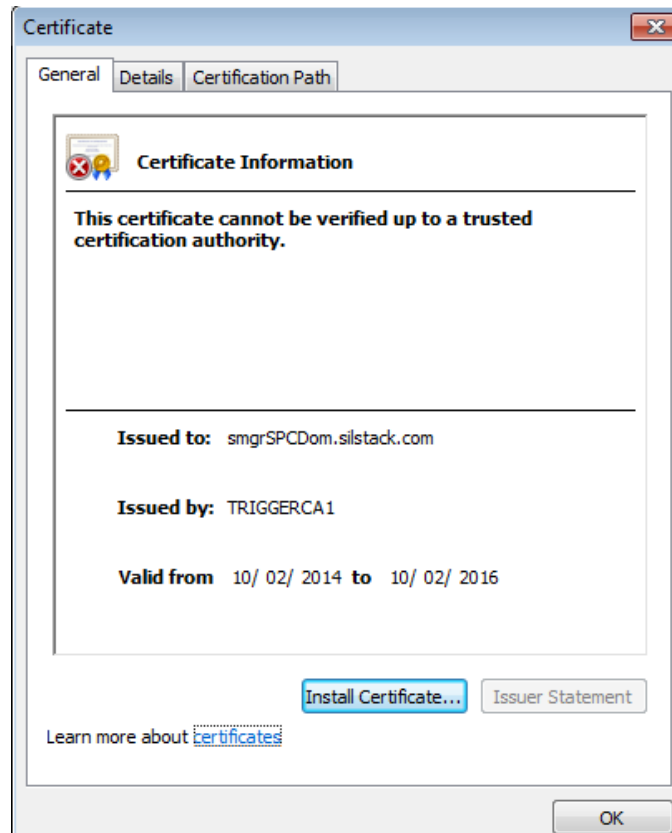 Certificate
General Details Certification Path
Certificate Information
This certificate cannot be verified up to a trusted
certification authority.
Issued to: smgrSPCDom.silstack.com
Issued by: TRIGGERCA1
Valid from 10/ 02/ 2014 to 10/ 02/ 2016
Install Certificate... Issuer Statement
Learn more about certificates
OK